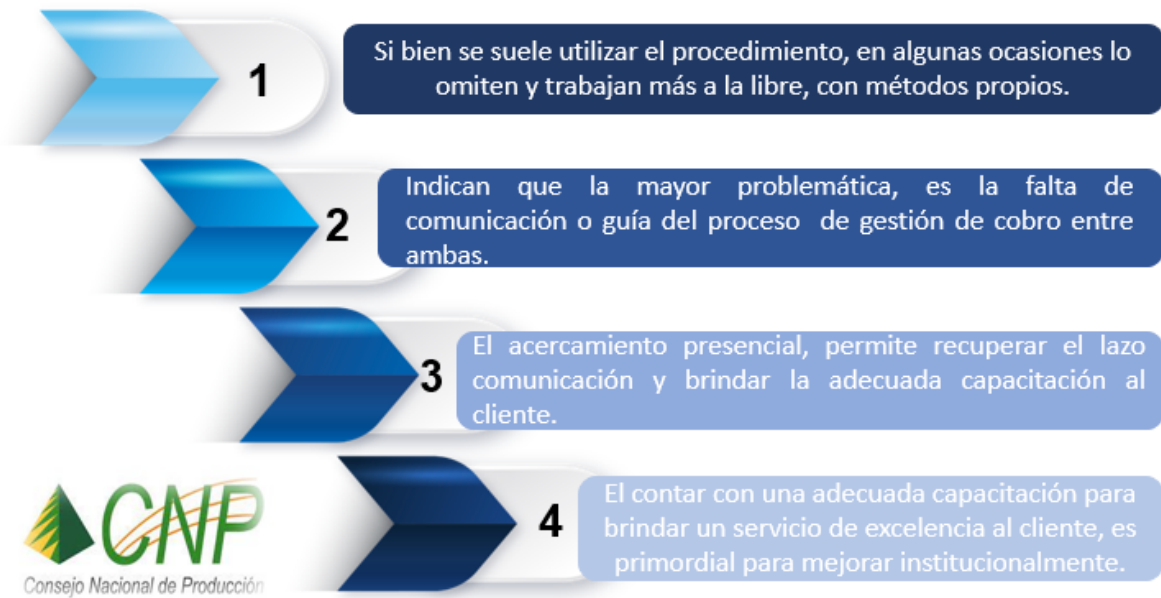 1
Si bien se suele utilizar el procedimiento, en algunas ocasiones lo
omiten y trabajan más a la libre, con métodos propios.
2
Indican que la mayor problemática, es la falta de
comunicación o guía del proceso de gestión de cobro entre
ambas.
3
El acercamiento presencial, permite recuperar el lazo
comunicación y brindar la adecuada capacitación al
cliente.
4
El contar con una adecuada capacitación para
brindar un servicio de excelencia al cliente, es
primordial para mejorar institucionalmente.
CNP
Consejo Nacional de Producción